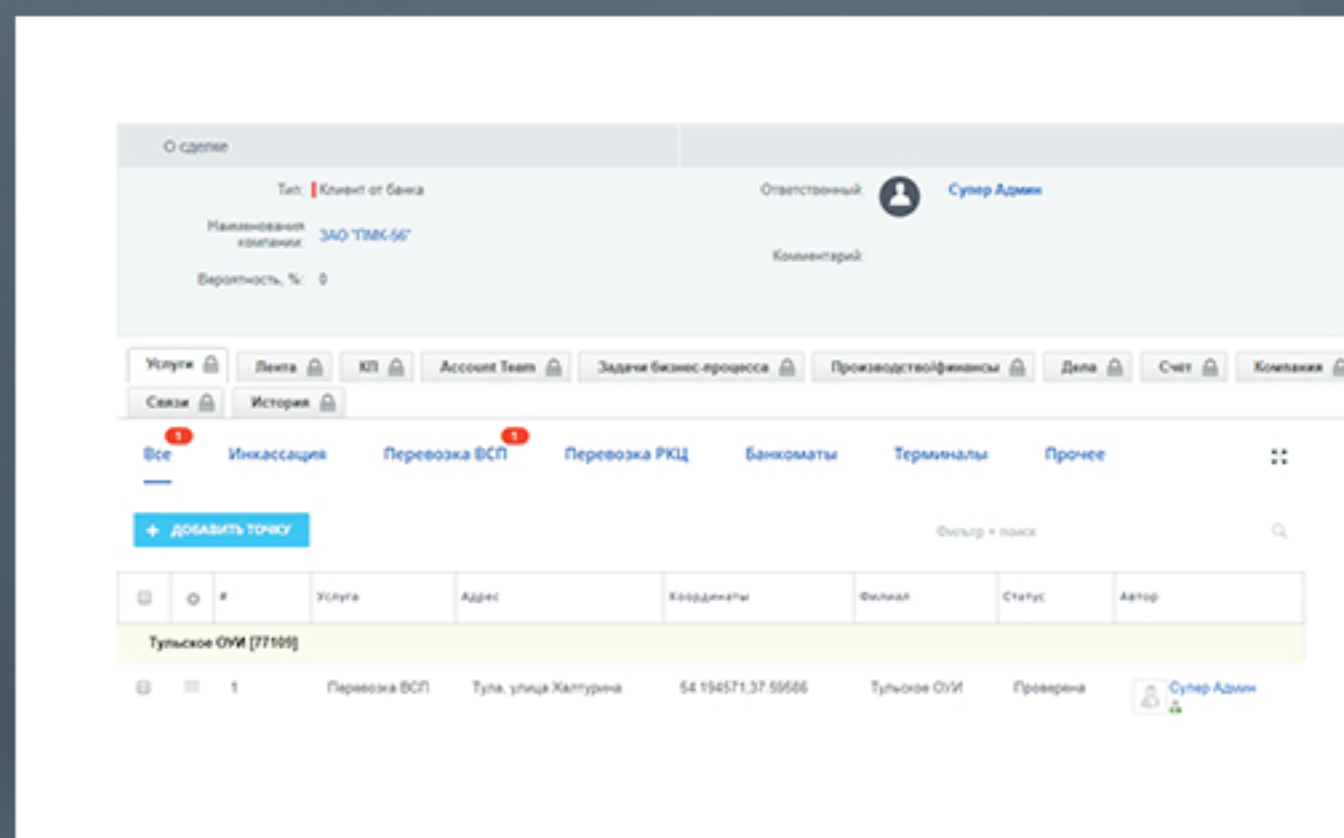 О сделке
Тип: Клиент от банка
Ответственный: Супер Админ
Наименования
компании: ЗАО "ПМК-56"
Комментарий:
Вероятность, %: 0
Услуги Лента КП Account Team Задачи бизнес-процесса Производство/финансы Дела Счёт Компания
Связи История
1 1
Все Инкассация Перевозка ВСП Перевозка РКЦ Банкоматы Терминалы Прочее
+ ДОБАВИТЬ ТОЧКУ
Фильтр + поиск
# Услуга Адрес Координаты Филиал Статус Автор
Тульское ОУИ [77109]
1 Перевозка ВСП Тула, улица Халтурина 54.194571,37.59586 Тульское ОУИ Проверена Супер Админ